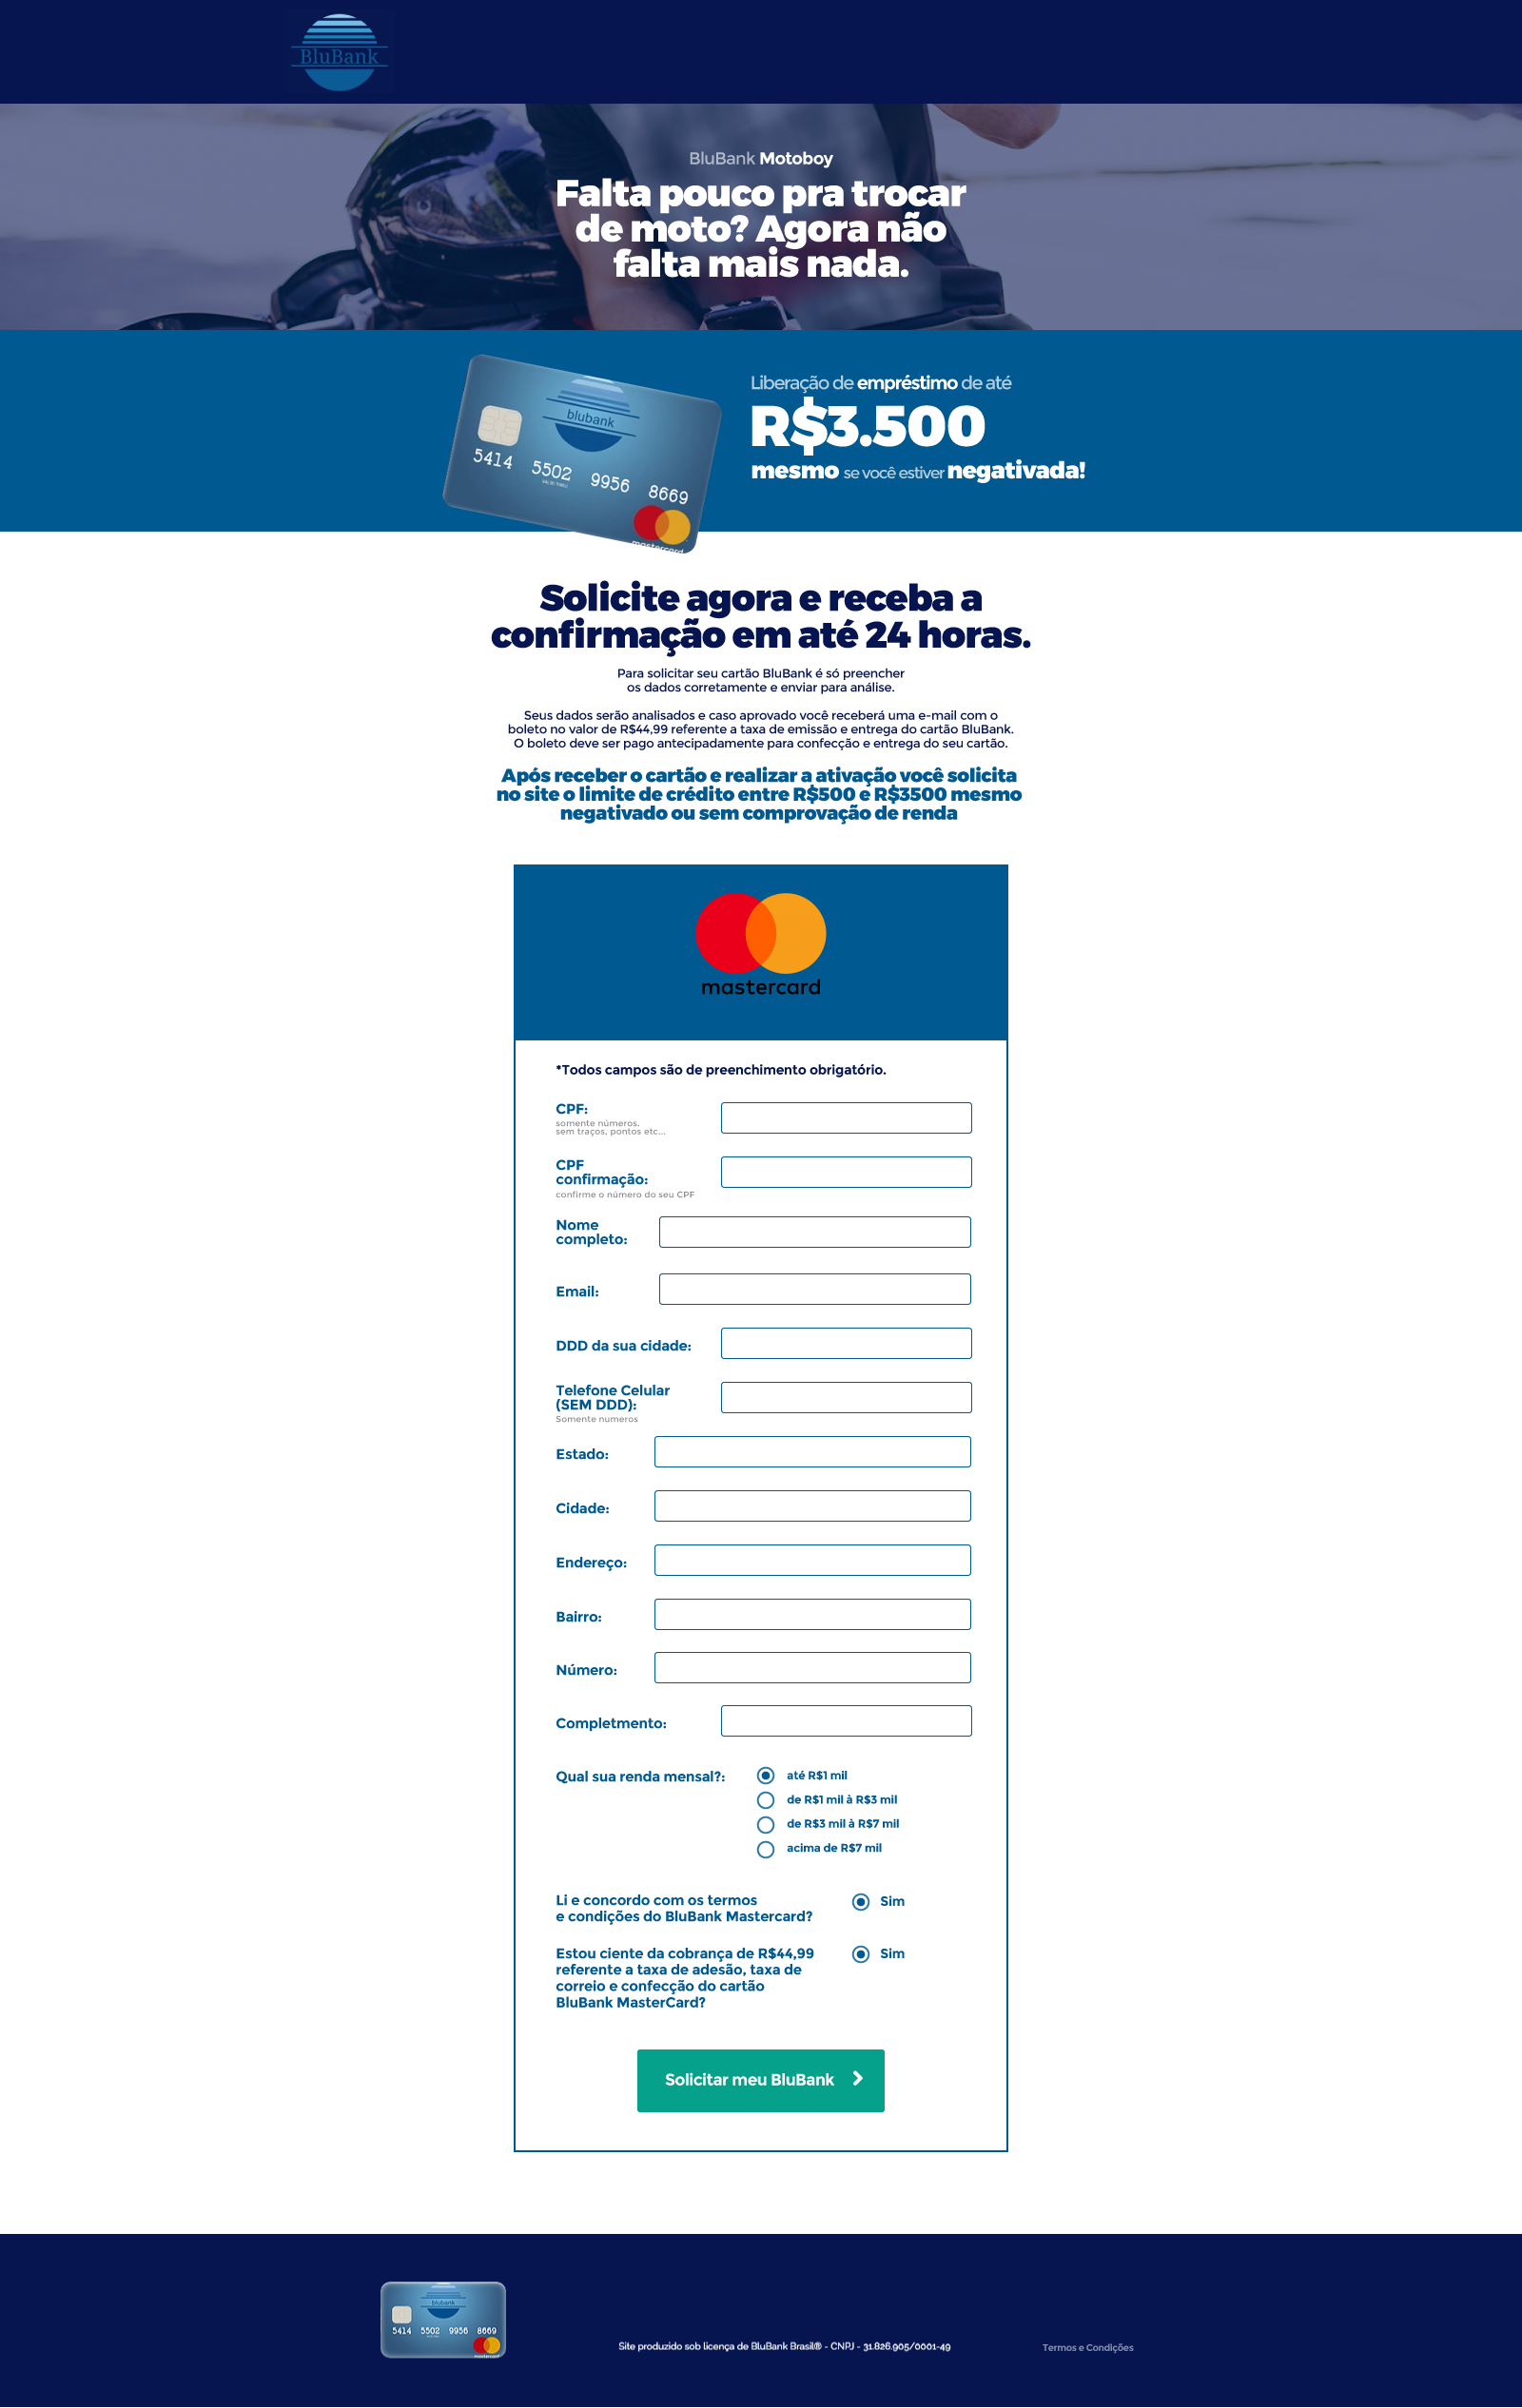 BluBank
BluBank Motoboy
Falta pouco pra trocar
de moto? Agora não
falta mais nada.
blubank
5414 5502 9956 8669
VALID THRU
mastercard
Liberação de empréstimo de até
R$3.500
mesmo se você estiver negativada!
Solicite agora e receba a
confirmação em até 24 horas.
Para solicitar seu cartão BluBank é só preencher
os dados corretamente e enviar para análise.
Seus dados serão analisados e caso aprovado você receberá uma e-mail com o
boleto no valor de R$44,99 referente a taxa de emissão e entrega do cartão BluBank.
O boleto deve ser pago antecipadamente para confecção e entrega do seu cartão.
Após receber o cartão e realizar a ativação você solicita
no site o limite de crédito entre R$500 e R$3500 mesmo
negativado ou sem comprovação de renda
mastercard
*Todos campos são de preenchimento obrigatório.
CPF:
somente números.
sem traços, pontos etc...
CPF
confirmação:
confirme o número do seu CPF
Nome
completo:
Email:
DDD da sua cidade:
Telefone Celular
(SEM DDD):
Somente numeros
Estado:
Cidade:
Endereço:
Bairro:
Número:
Completmento:
Qual sua renda mensal?:
até R$1 mil
de R$1 mil à R$3 mil
de R$3 mil à R$7 mil
acima de R$7 mil
Li e concordo com os termos
e condições do BluBank Mastercard?
Sim
Estou ciente da cobrança de R$44,99
referente a taxa de adesão, taxa de
correio e confecção do cartão
BluBank MasterCard?
Sim
Solicitar meu BluBank
blubank
5414 5502 9956 8669
mastercard
Site produzido sob licença de BluBank Brasil® - CNPJ - 31.826.905/0001-49
Termos e Condições